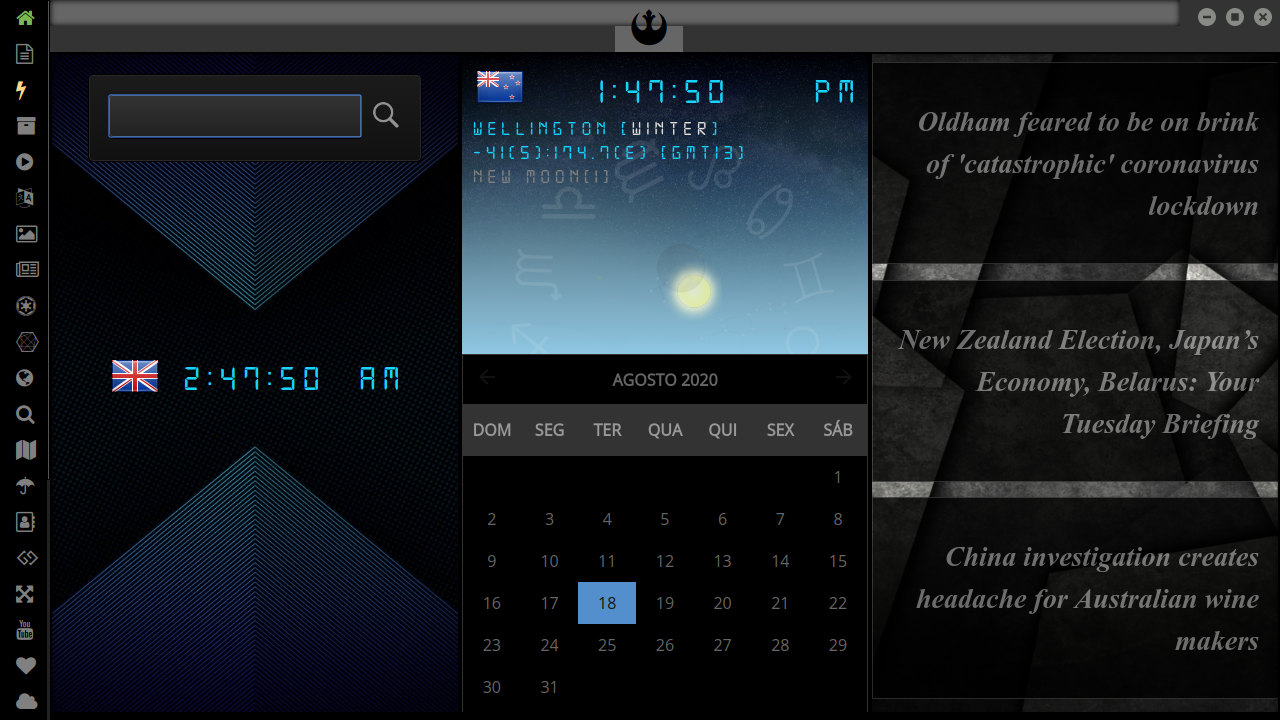 2:47:50 AM
1:47:50 PM
WELLINGTON (WINTER)
-41(S):174.7(E) (GMT13)
NEW MOON(1)
AGOSTO 2020
DOM SEG TER QUA QUI SEX SÁB
1
2 3 4 5 6 7 8
9 10 11 12 13 14 15
16 17 18 19 20 21 22
23 24 25 26 27 28 29
30 31
Oldham feared to be on brink
of 'catastrophic' coronavirus
lockdown
New Zealand Election, Japan’s
Economy, Belarus: Your
Tuesday Briefing
China investigation creates
headache for Australian wine
makers
You
Tube